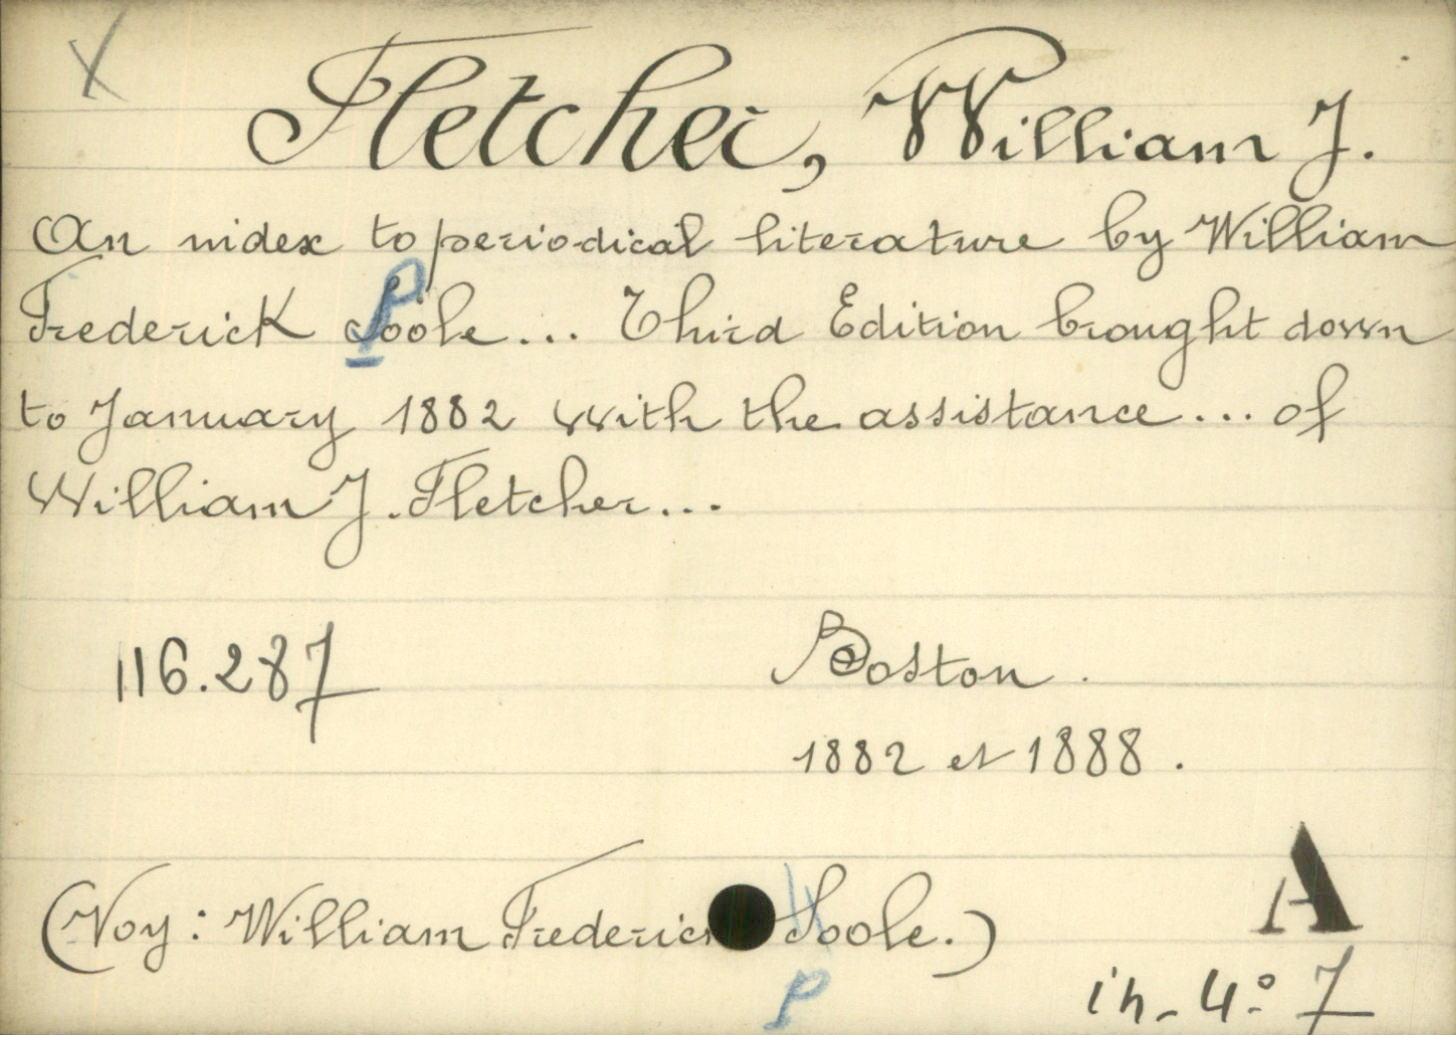 X
Fletcher, William J.
An index to periodical literature by William
Frederick Poole... Third Edition brought down
to January 1882 with the assistance... of
William J. Fletcher...
116.287
Boston.
1882 et 1888.
A
(Voy: William Frederick Soole.)
P
in-4° 7